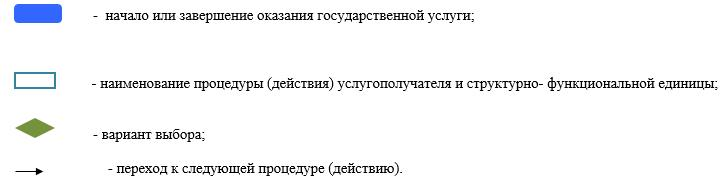 - начало или завершение оказания государственной услуги;
- наименование процедуры (действия) услугополучателя и структурно- функциональной единицы;
- вариант выбора;
- переход к следующей процедуре (действию).